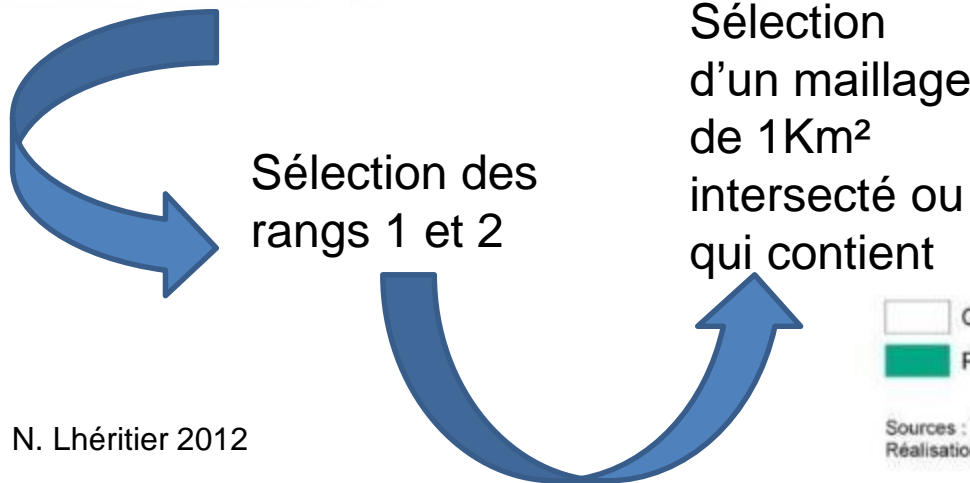 Sélection
d’un maillage
de 1Km²
intersecté ou
qui contient
Sélection des
rangs 1 et 2
N. Lhéritier 2012
Sources :